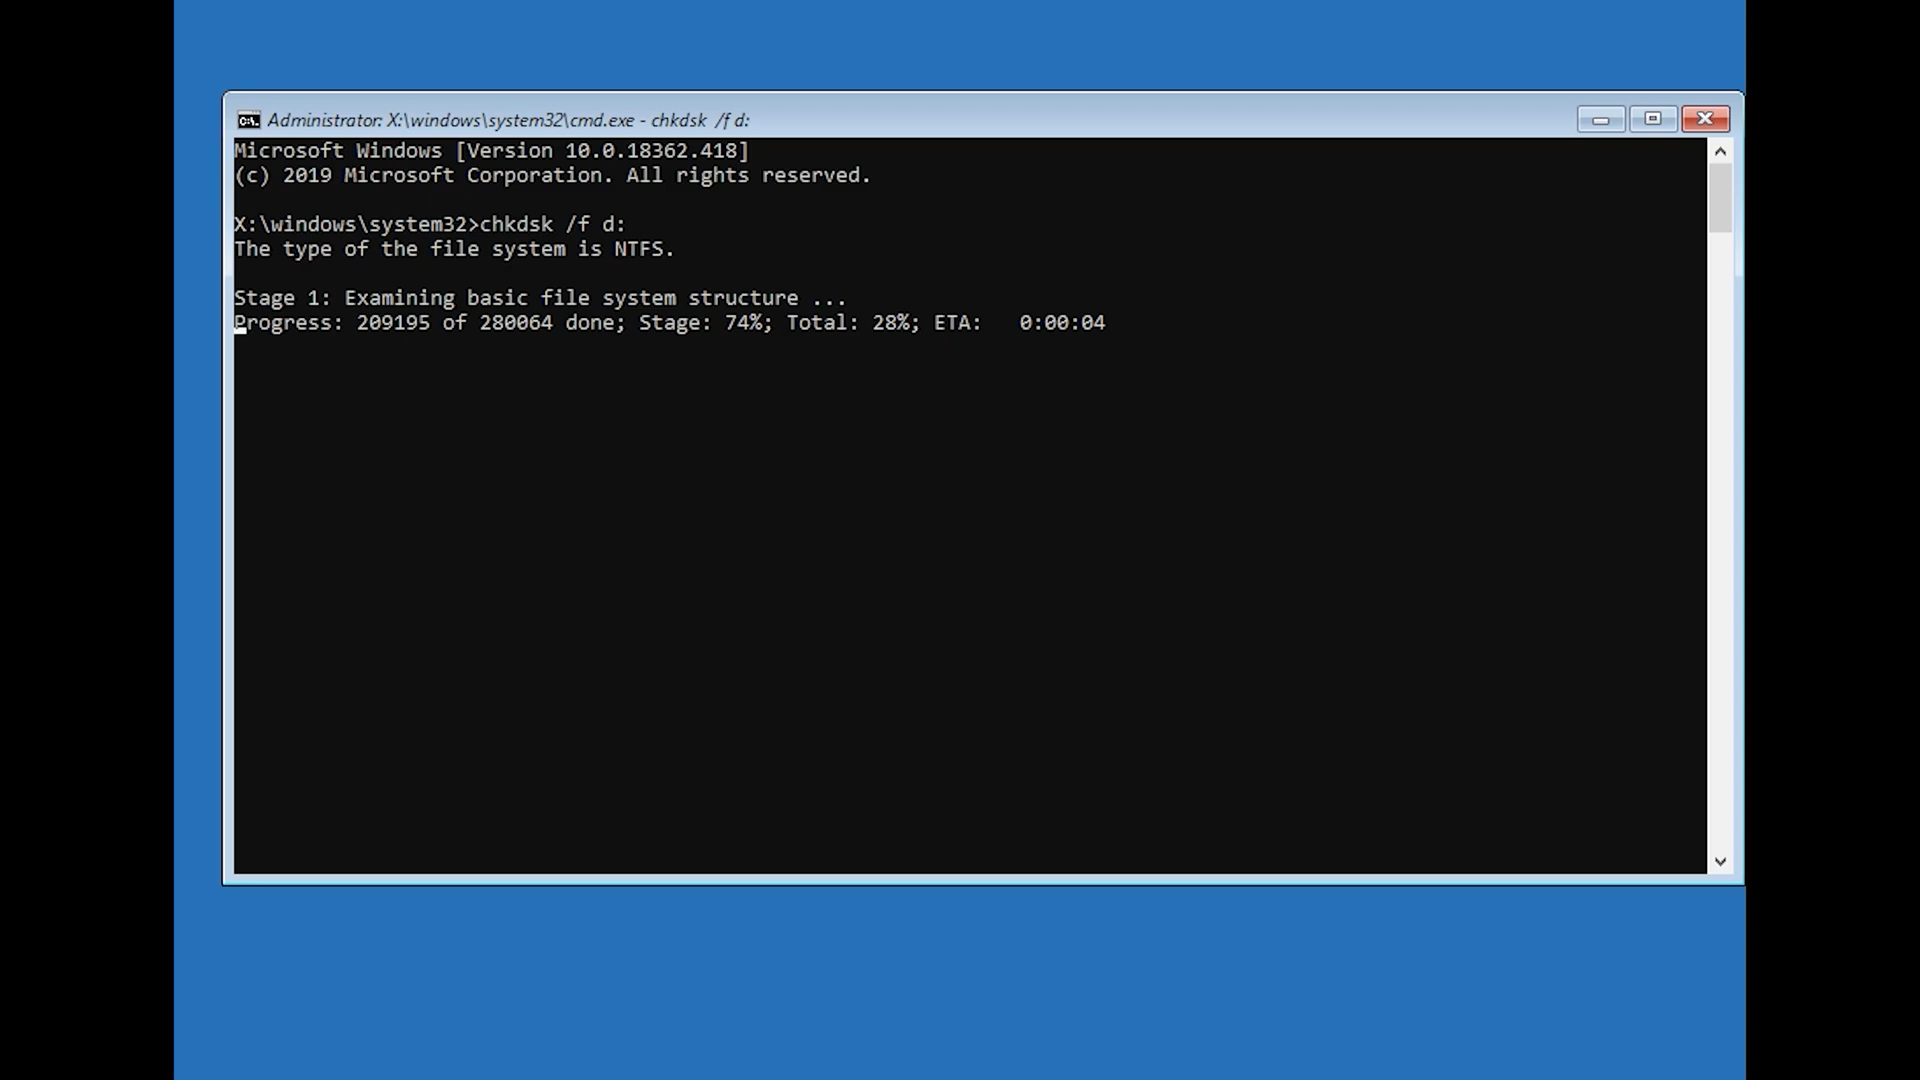 Administrator: X:\windows\system32\cmd.exe - chkdsk /f d:
Microsoft Windows [Version 10.0.18362.418]
(c) 2019 Microsoft Corporation. All rights reserved.
X:\windows\system32>chkdsk /f d:
The type of the file system is NTFS.
Stage 1: Examining basic file system structure ...
Progress: 209195 of 280064 done; Stage: 74%; Total: 28%; ETA:   0:00:04